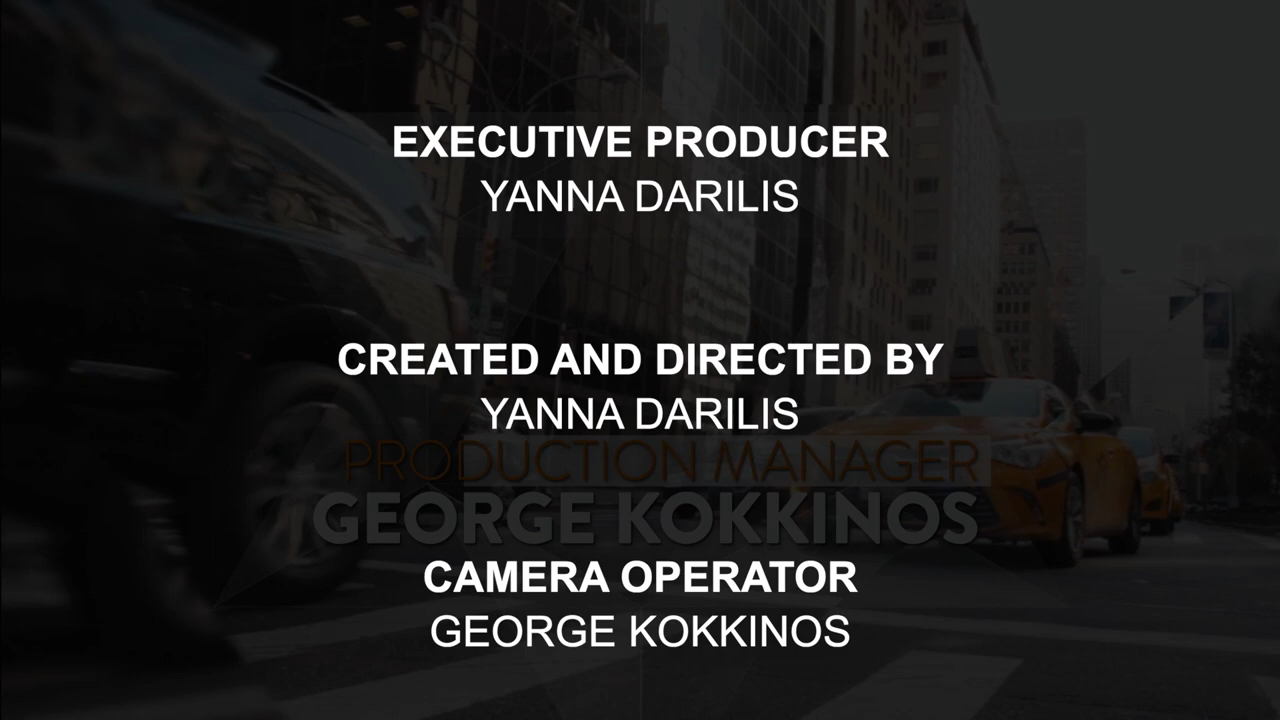 EXECUTIVE PRODUCER
YANNA DARILIS
CREATED AND DIRECTED BY
YANNA DARILIS
PRODUCTION MANAGER
GEORGE KOKKINOS
CAMERA OPERATOR
GEORGE KOKKINOS